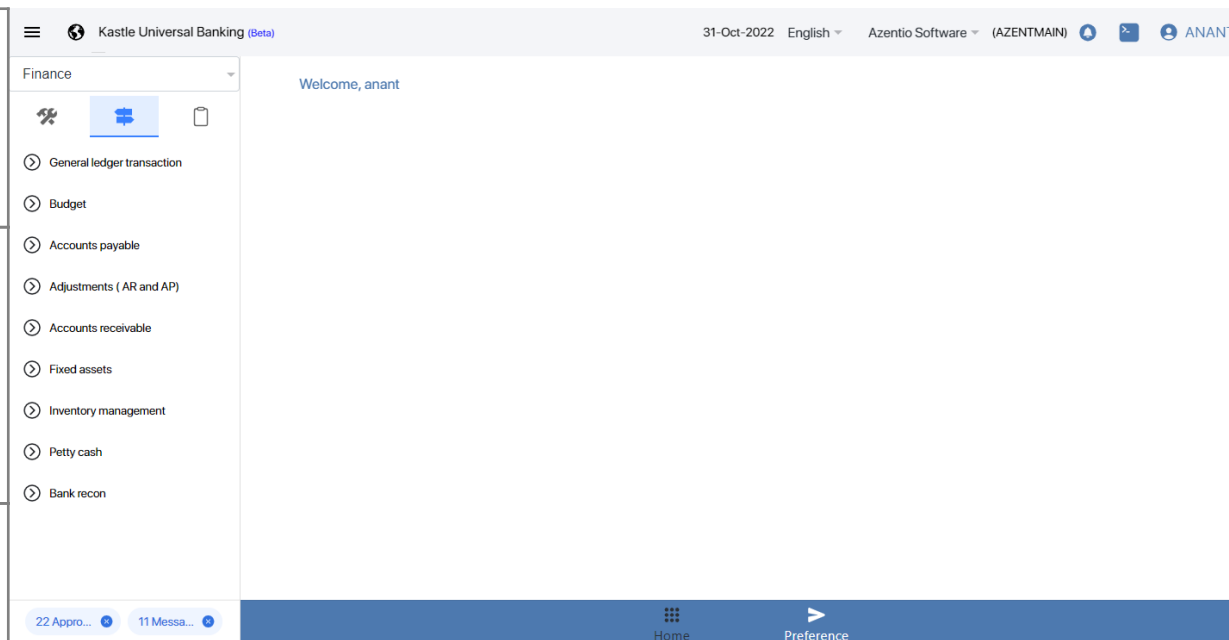 Kastle Universal Banking (Beta) 31-Oct-2022 English Azentio Software (AZENTMAIN) ANANT
Finance
Welcome, anant
General ledger transaction
Budget
Accounts payable
Adjustments ( AR and AP)
Accounts receivable
Fixed assets
Inventory management
Petty cash
Bank recon
22 Appro... 11 Messa...
Home Preference